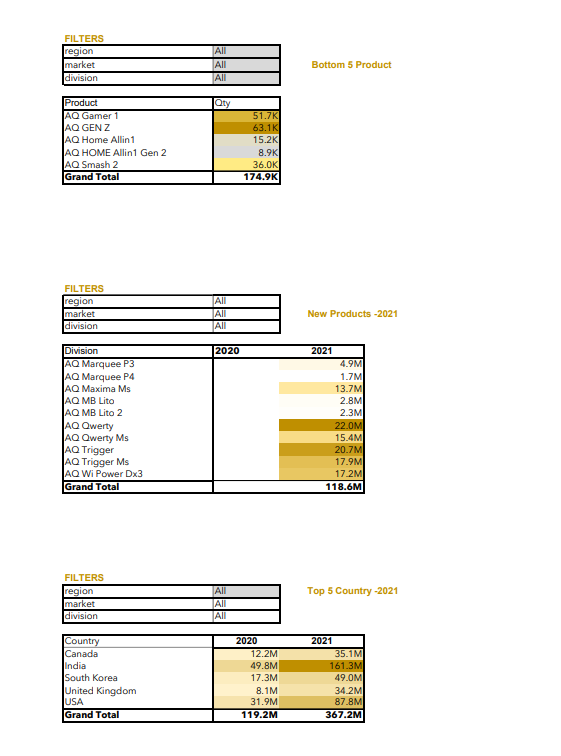 FILTERS
region All
market All
division All
Bottom 5 Product
Product Qty
AQ Gamer 1 51.7K
AQ GEN Z 63.1K
AQ Home Allin1 15.2K
AQ HOME Allin1 Gen 2 8.9K
AQ Smash 2 36.0K
Grand Total 174.9K
FILTERS
region All
market All
division All
New Products -2021
Division 2020 2021
AQ Marquee P3 4.9M
AQ Marquee P4 1.7M
AQ Maxima Ms 13.7M
AQ MB Lito 2.8M
AQ MB Lito 2 2.3M
AQ Qwerty 22.0M
AQ Qwerty Ms 15.4M
AQ Trigger 20.7M
AQ Trigger Ms 17.9M
AQ Wi Power Dx3 17.2M
Grand Total 118.6M
FILTERS
region All
market All
division All
Top 5 Country -2021
Country 2020 2021
Canada 12.2M 35.1M
India 49.8M 161.3M
South Korea 17.3M 49.0M
United Kingdom 8.1M 34.2M
USA 31.9M 87.8M
Grand Total 119.2M 367.2M